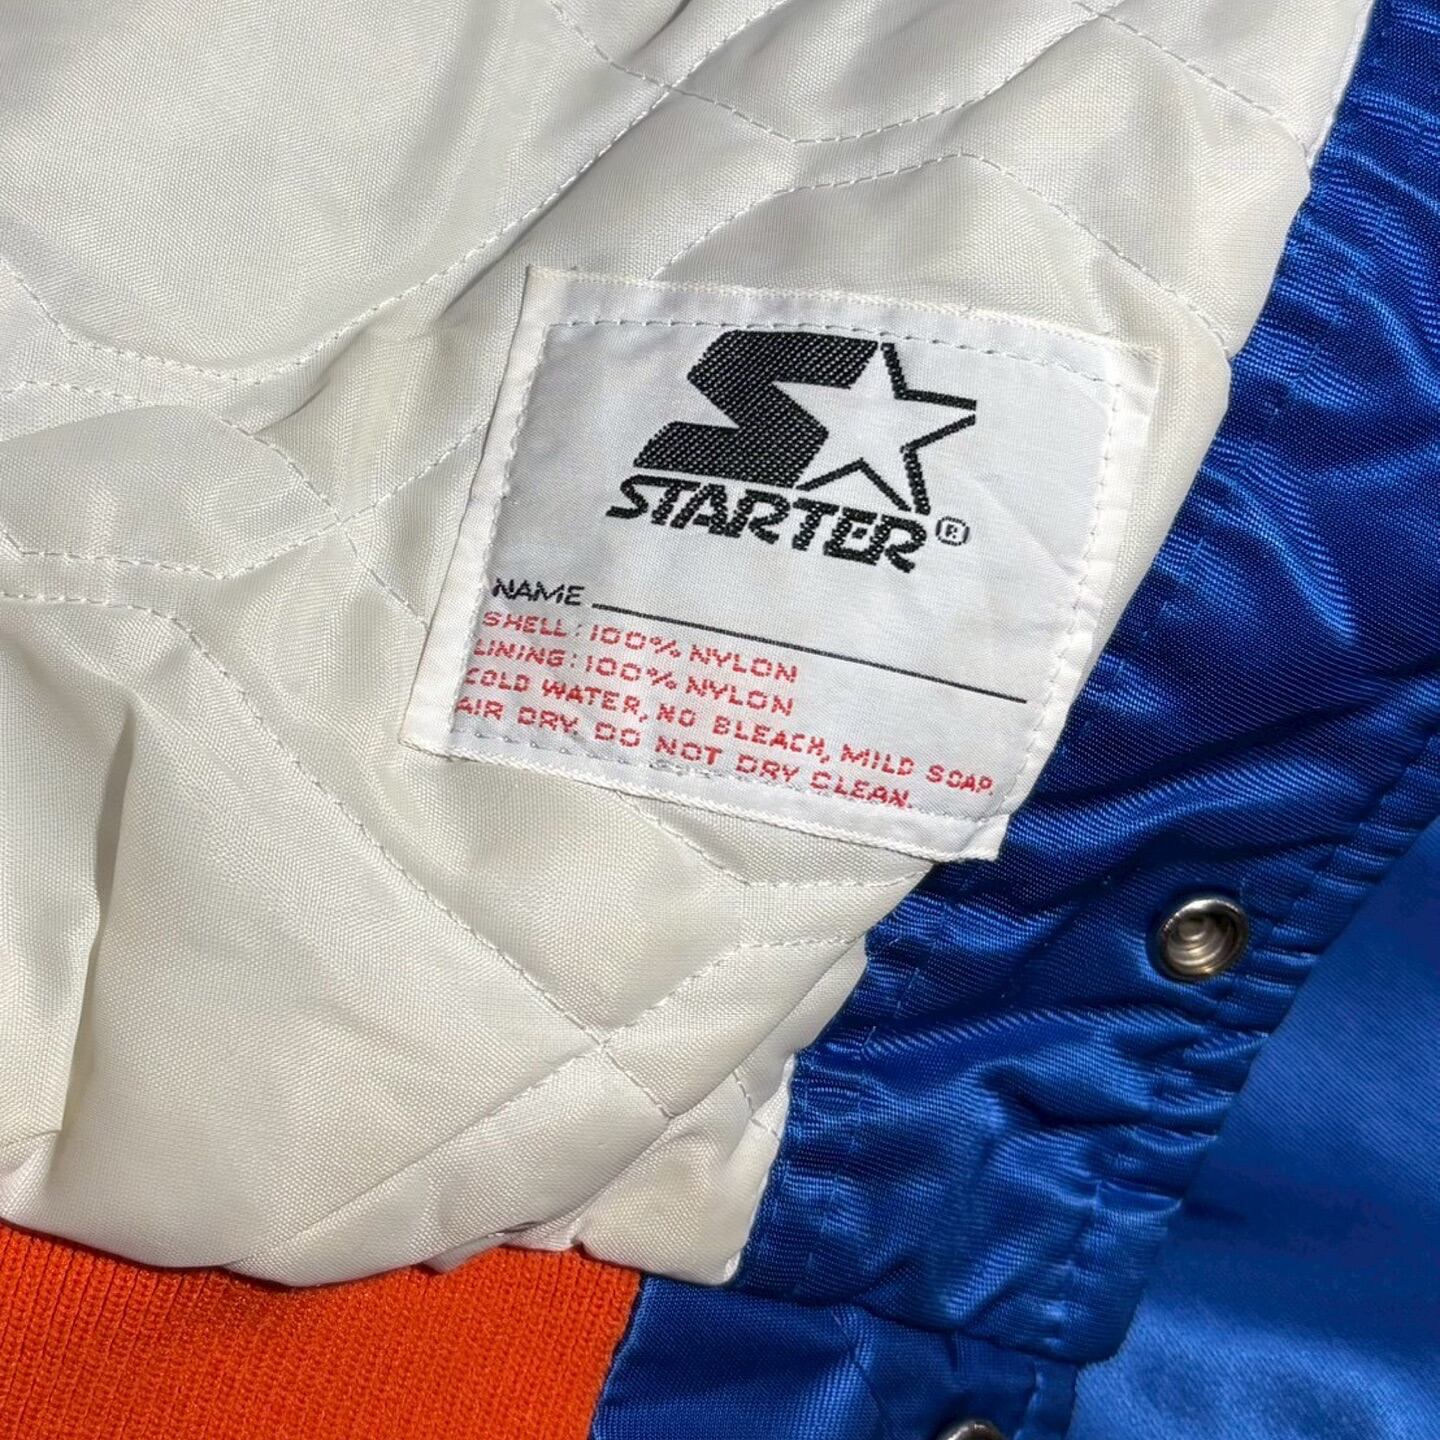 STARTER®
NAME
SHELL: 100% NYLON
LINING: 100% NYLON
COLD WATER, NO BLEACH, MILD SOAP.
AIR DRY. DO NOT DRY CLEAN.